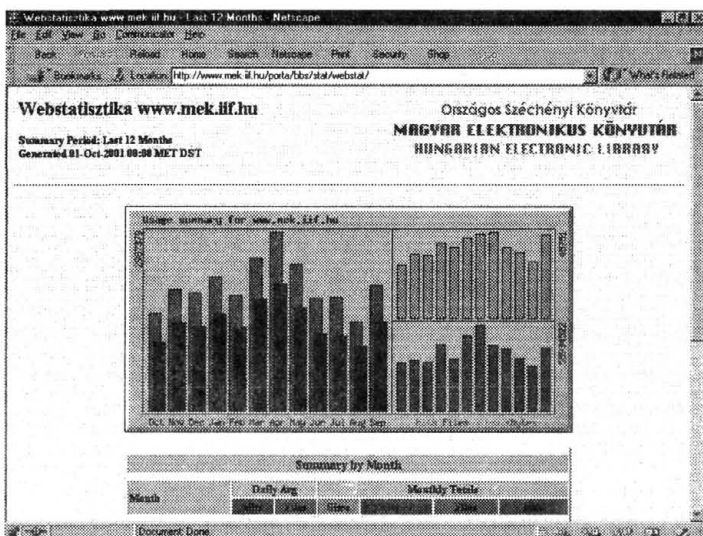 Webstatisztika www.mek.iif.hu - Last 12 Months - Netscape
File Edit View Go Communicator Help
Back Reload Home Search Netscape Print Security Shop
Bookmarks Location http://www.mek.iif.hu/porta/bbs/stat/webstat/ What's Related
Webstatisztika www.mek.iif.hu
Summary Period: Last 12 Months
Generated 01-Oct-2001 00:00 MET DST
Országos Széchényi Könyvtár
MAGYAR ELEKTRONIKUS KÖNYVTÁR
HUNGARIAN ELECTRONIC LIBRARY
Usage summary for www.mek.iif.hu
Oct Nov Dec Jan Feb Mar Apr May Jun Jul Aug Sep
Summary by Month
Month
Daily Avg
Monthly Totals
Document Done